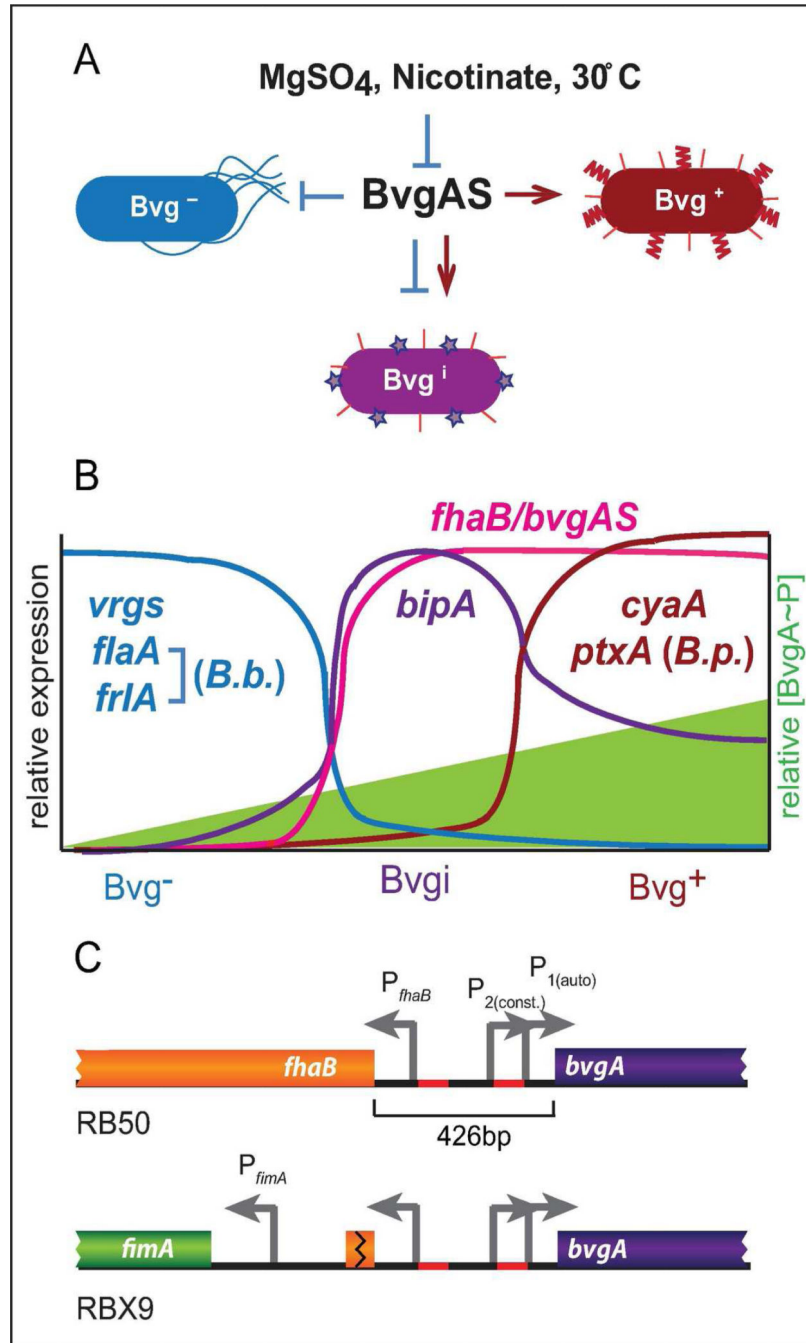 A
MgSO4, Nicotinate, 30°C
Bvg –
BvgAS
Bvg +
Bvg i
B
fhaB/bvgAS
relative expression
vrgs
flaA
frlA
(B.b.)
bipA
cyaA
ptxA (B.p.)
relative [BvgA~P]
Bvg-
Bvgi
Bvg+
C
PfhaB
P2(const.)
P1(auto)
fhaB
bvgA
RB50
426bp
PfimA
fimA
bvgA
RBX9